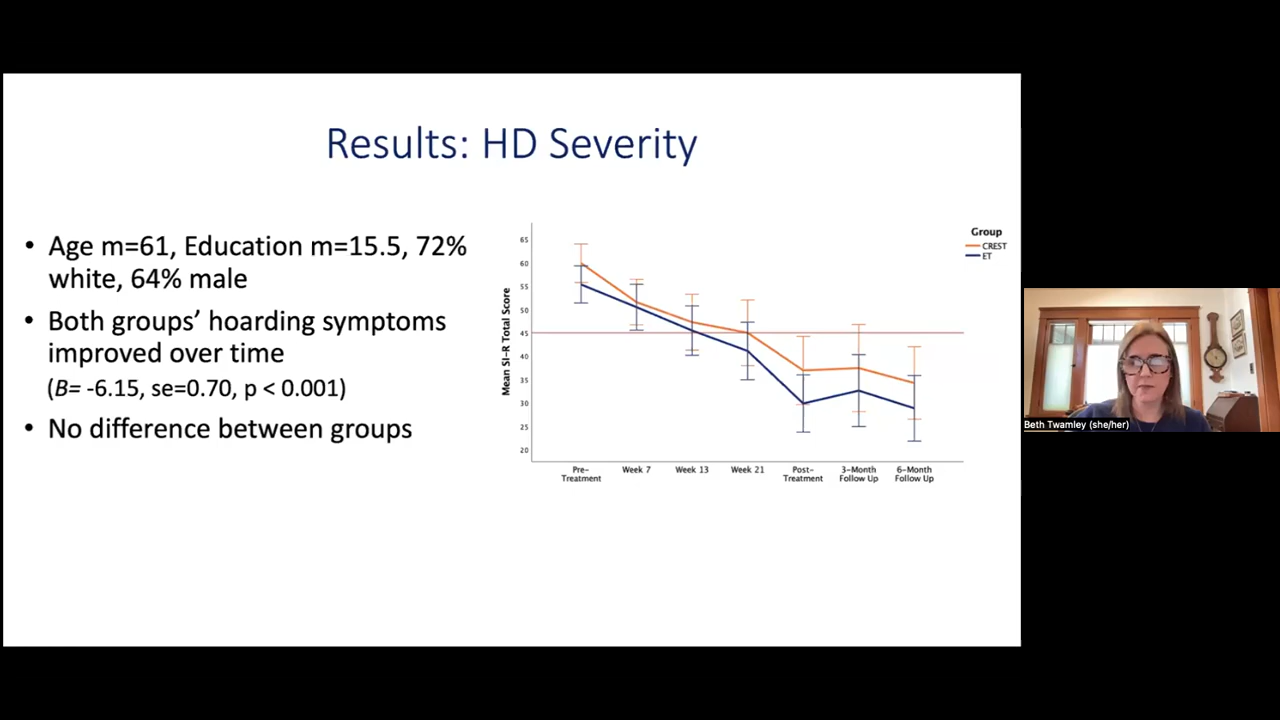 Results: HD Severity
• Age m=61, Education m=15.5, 72%
white, 64% male
• Both groups’ hoarding symptoms
improved over time
(B= -6.15, se=0.70, p < 0.001)
• No difference between groups
Mean SI-R Total Score
65
60
55
50
45
40
35
30
25
20
Pre-
Treatment
Week 7
Week 13
Week 21
Post-
Treatment
3-Month
Follow Up
6-Month
Follow Up
Group
CREST
ET
Beth Twamley (she/her)